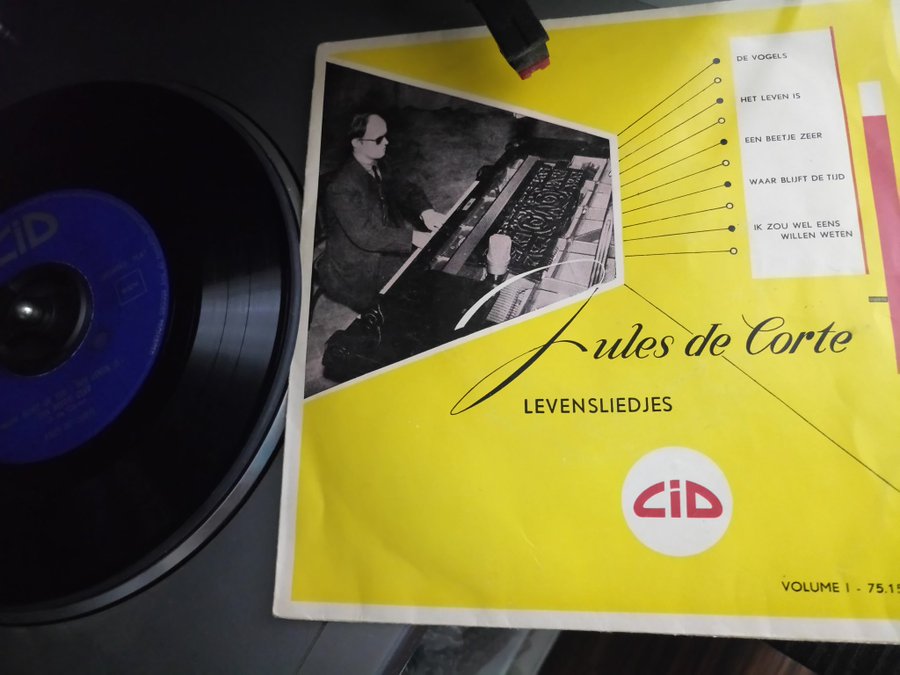 DE VOGELS
HET LEVEN IS
EEN BEETJE ZEER
WAAR BLIJFT DE TIJD
IK ZOU WEL EENS
WILLEN WETEN
Jules de Corte
LEVENSLIEDJES
CiD
VOLUME I - 75.15
CiD